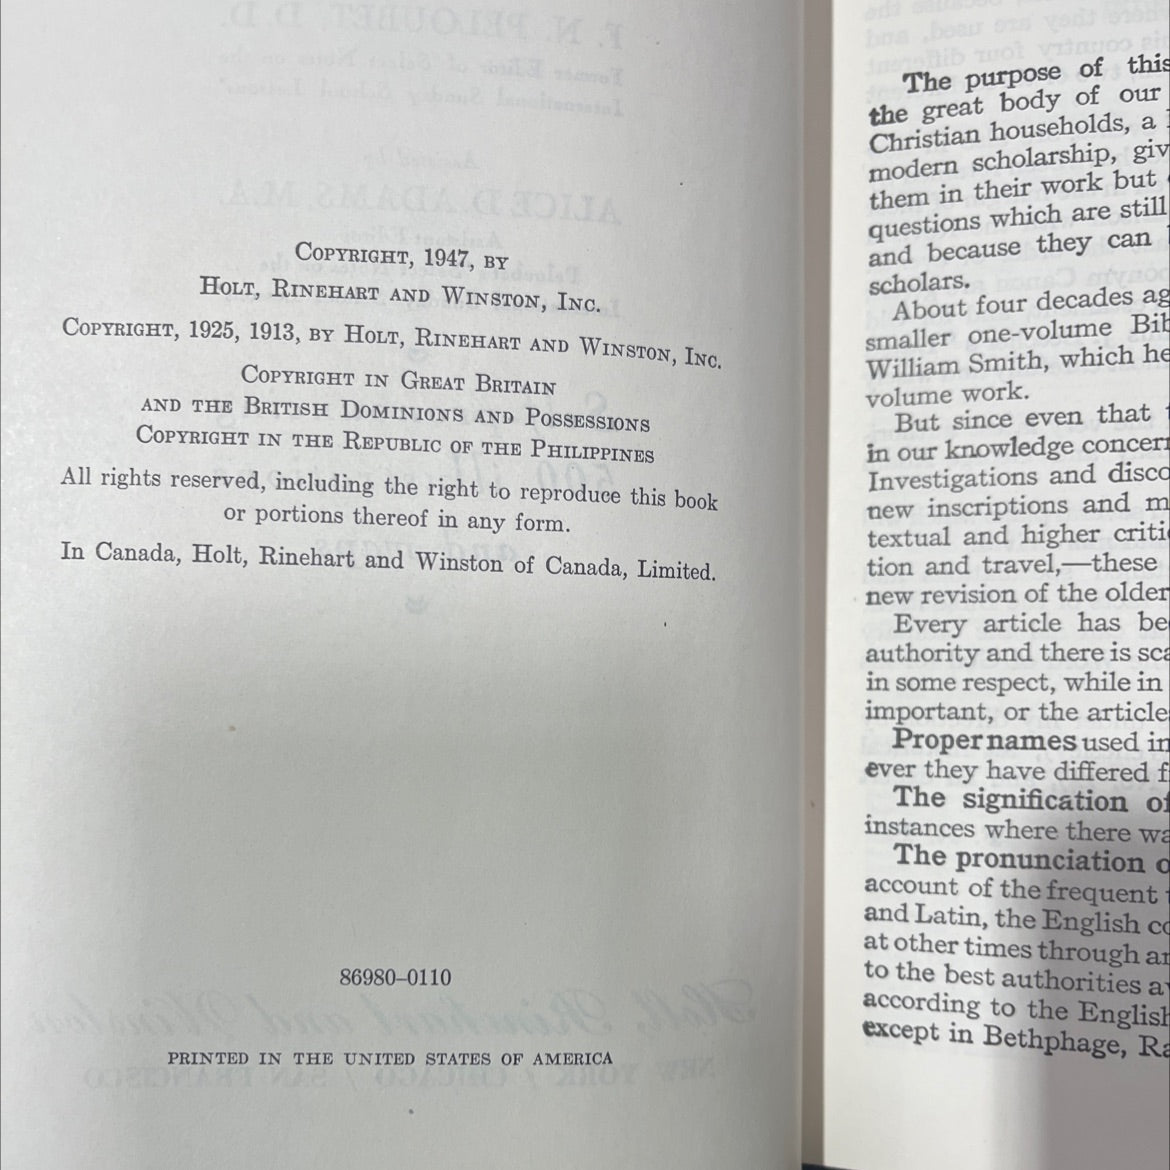 COPYRIGHT, 1947, BY
HOLT, RINEHART AND WINSTON, INC.
COPYRIGHT, 1925, 1913, BY HOLT, RINEHART AND WINSTON, INC.
COPYRIGHT IN GREAT BRITAIN
AND THE BRITISH DOMINIONS AND POSSESSIONS
COPYRIGHT IN THE REPUBLIC OF THE PHILIPPINES
All rights reserved, including the right to reproduce this book
or portions thereof in any form.
In Canada, Holt, Rinehart and Winston of Canada, Limited.
86980–0110
PRINTED IN THE UNITED STATES OF AMERICA
The purpose of this
the great body of our
Christian households, a
modern scholarship, giv
them in their work but
questions which are still
and because they can
scholars.
About four decades ag
smaller one-volume Bib
William Smith, which he
volume work.
But since even that
in our knowledge concern
Investigations and disco
new inscriptions and m
textual and higher criti
tion and travel,—these
new revision of the older
Every article has be
authority and there is sca
in some respect, while in
important, or the article
Proper names used in
ever they have differed f
The signification of
instances where there wa
The pronunciation o
account of the frequent
and Latin, the English co
at other times through an
to the best authorities a
according to the English
except in Bethphage, Ra